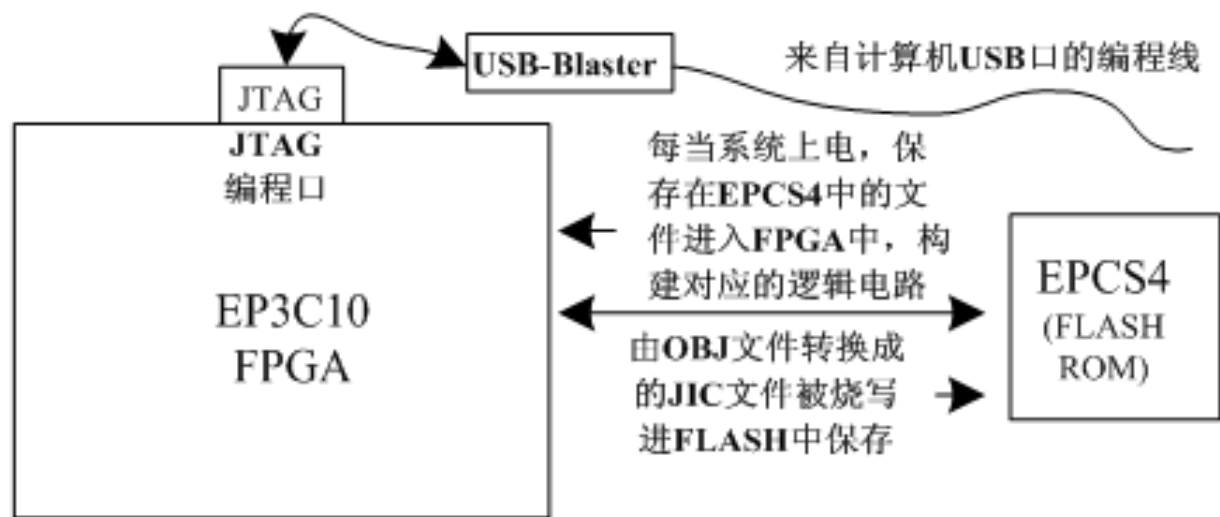 USB-Blaster
来自计算机USB口的编程线
JTAG
JTAG
编程口
每当系统上电，保
存在EPCS4中的文
件进入FPGA中，构
建对应的逻辑电路
EP3C10
FPGA
EPCS4
(FLASH
ROM)
由OBJ文件转换成
的JIC文件被烧写
进FLASH中保存